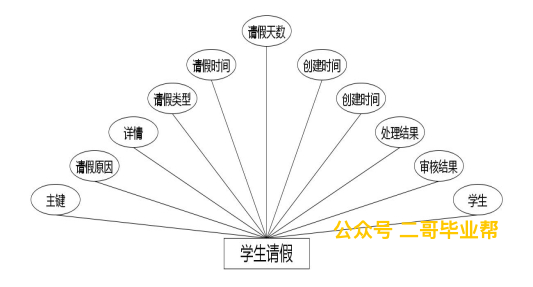 请假天数
请假时间
创建时间
请假类型
创建时间
详情
处理结果
请假原因
审核结果
主键
学生
公众号 二哥毕业帮
学生请假